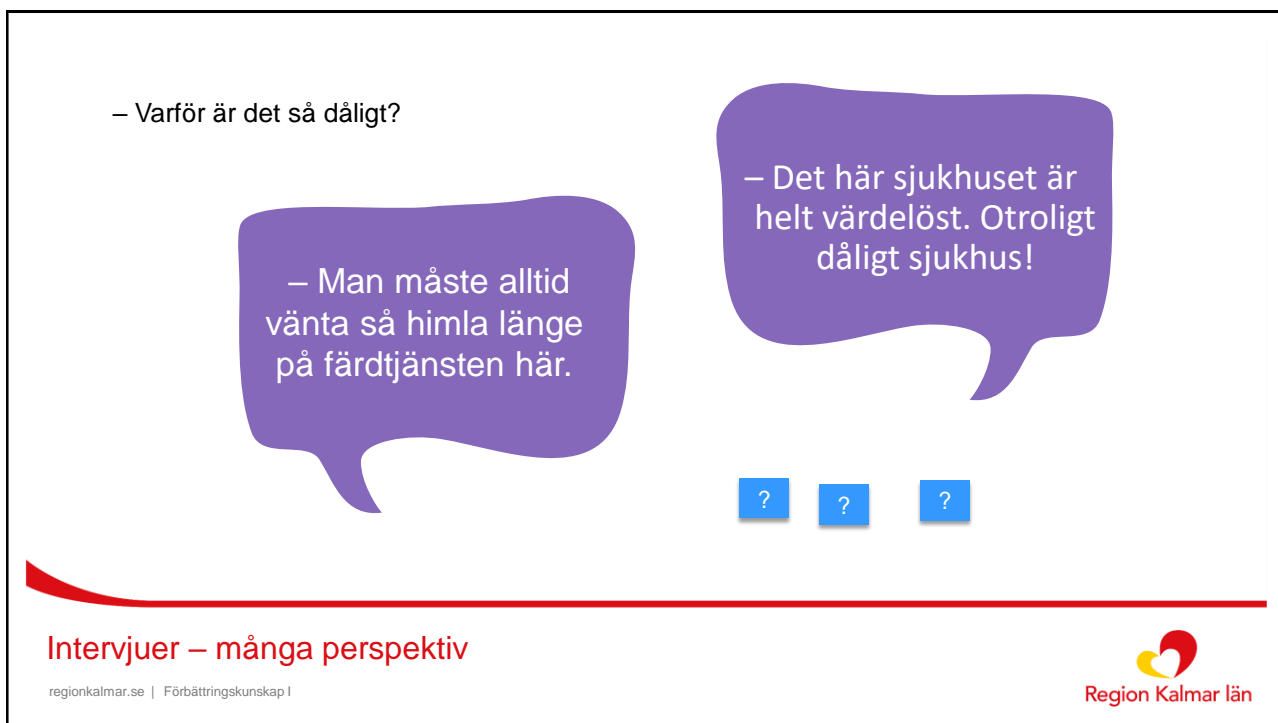 – Varför är det så dåligt?
– Det här sjukhuset är
helt värdelöst. Otroligt
dåligt sjukhus!
– Man måste alltid
vänta så himla länge
på färdtjänsten här.
?
?
?
Intervjuer – många perspektiv
regionkalmar.se | Förbättringskunskap I
Region Kalmar län